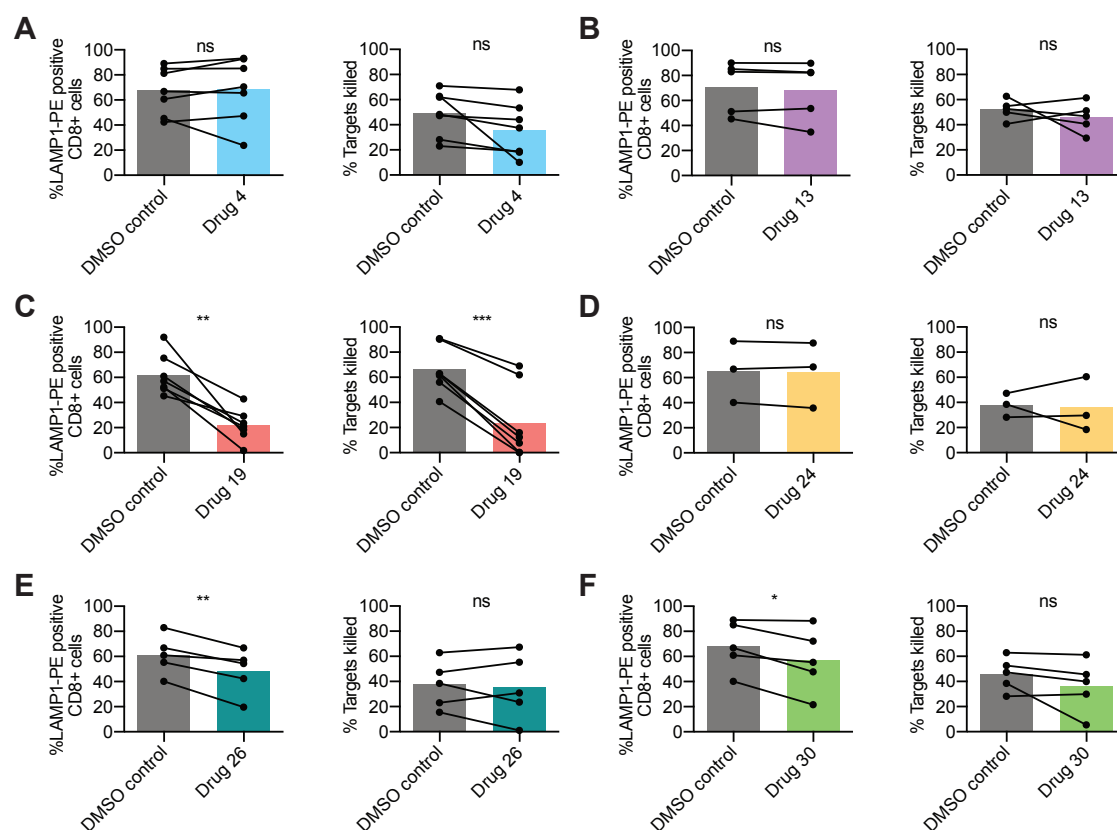 A
%LAMP1-PE positive
CD8+ cells
100
80
60
40
20
0
ns
DMSO control
Drug 4
% Targets killed
100
80
60
40
20
0
ns
DMSO control
Drug 4
B
%LAMP1-PE positive
CD8+ cells
100
80
60
40
20
0
ns
DMSO control
Drug 13
% Targets killed
100
80
60
40
20
0
ns
DMSO control
Drug 13
C
%LAMP1-PE positive
CD8+ cells
100
80
60
40
20
0
**
DMSO control
Drug 19
% Targets killed
100
80
60
40
20
0
***
DMSO control
Drug 19
D
%LAMP1-PE positive
CD8+ cells
100
80
60
40
20
0
ns
DMSO control
Drug 24
% Targets killed
100
80
60
40
20
0
ns
DMSO control
Drug 24
E
%LAMP1-PE positive
CD8+ cells
100
80
60
40
20
0
**
DMSO control
Drug 26
% Targets killed
100
80
60
40
20
0
ns
DMSO control
Drug 26
F
%LAMP1-PE positive
CD8+ cells
100
80
60
40
20
0
*
DMSO control
Drug 30
% Targets killed
100
80
60
40
20
0
ns
DMSO control
Drug 30